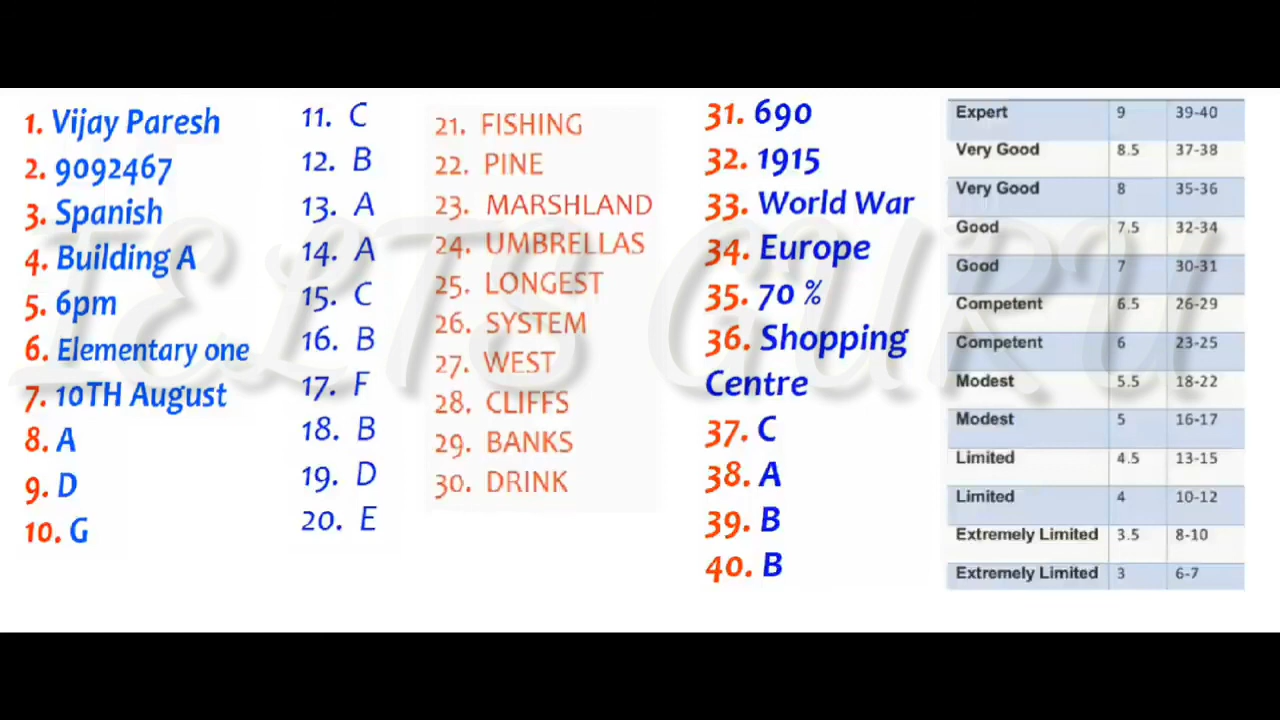 1. Vijay Paresh
2. 9092467
3. Spanish
4. Building A
5. 6pm
6. Elementary one
7. 10TH August
8. A
9. D
10. G
11. C
12. B
13. A
14. A
15. C
16. B
17. F
18. B
19. D
20. E
21. FISHING
22. PINE
23. MARSHLAND
24. UMBRELLAS
25. LONGEST
26. SYSTEM
27. WEST
28. CLIFFS
29. BANKS
30. DRINK
31. 690
32. 1915
33. World War
34. Europe
35. 70 %
36. Shopping
Centre
37. C
38. A
39. B
40. B
Expert 9 39-40
Very Good 8.5 37-38
Very Good 8 35-36
Good 7.5 32-34
Good 7 30-31
Competent 6.5 26-29
Competent 6 23-25
Modest 5.5 18-22
Modest 5 16-17
Limited 4.5 13-15
Limited 4 10-12
Extremely Limited 3.5 8-10
Extremely Limited 3 6-7
IELTS GURU